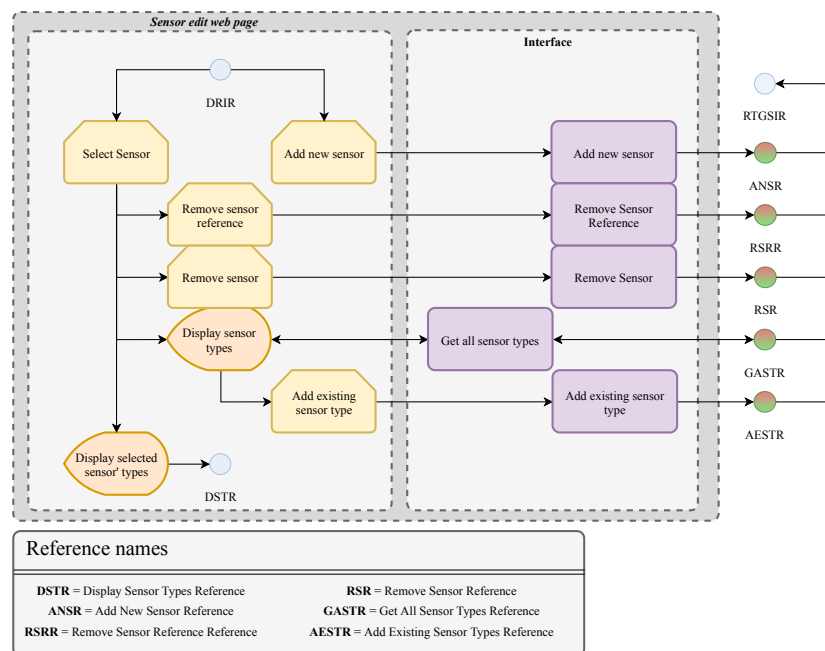 Sensor edit web page
Interface
DRIR
RTGSIR
Select Sensor
Add new sensor
Add new sensor
ANSR
Remove sensor
reference
Remove Sensor
Reference
RSRR
Remove sensor
Remove Sensor
RSR
Display sensor
types
Get all sensor types
GASTR
Add existing
sensor type
Add existing sensor
type
AESTR
Display selected
sensor' types
DSTR
Reference names
DSTR = Display Sensor Types Reference
RSR = Remove Sensor Reference
ANSR = Add New Sensor Reference
GASTR = Get All Sensor Types Reference
RSRR = Remove Sensor Reference Reference
AESTR = Add Existing Sensor Types Reference